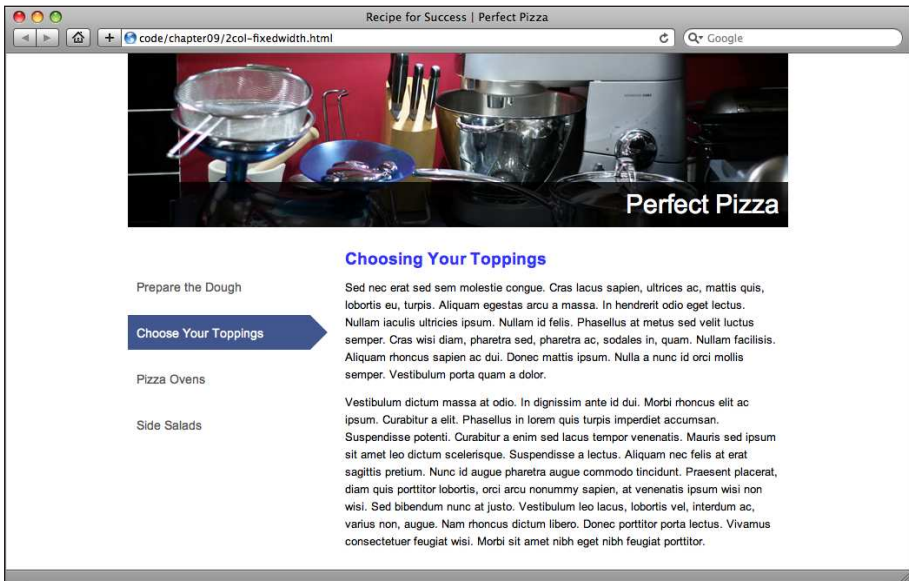 Recipe for Success | Perfect Pizza
code/chapter09/2col-fixedwidth.html
Google
Perfect Pizza
Prepare the Dough
Choose Your Toppings
Pizza Ovens
Side Salads
Choosing Your Toppings
Sed nec erat sed sem molestie congue. Cras lacus sapien, ultrices ac, mattis quis,
lobortis eu, turpis. Aliquam egestas arcu a massa. In hendrerit odio eget lectus.
Nullam iaculis ultricies ipsum. Nullam id felis. Phasellus at metus sed velit luctus
semper. Cras wisi diam, pharetra sed, pharetra ac, sodales in, quam. Nullam facilisis.
Aliquam rhoncus sapien ac dui. Donec mattis ipsum. Nulla a nunc id orci mollis
semper. Vestibulum porta quam a dolor.
Vestibulum dictum massa at odio. In dignissim ante id dui. Morbi rhoncus elit ac
ipsum. Curabitur a elit. Phasellus in lorem quis turpis imperdiet accumsan.
Suspendisse potenti. Curabitur a enim sed lacus tempor venenatis. Mauris sed ipsum
sit amet leo dictum scelerisque. Suspendisse a lectus. Aliquam nec felis at erat
sagittis pretium. Nunc id augue pharetra augue commodo tincidunt. Praesent placerat,
diam quis porttitor lobortis, orci arcu nonummy sapien, at venenatis ipsum wisi non
wisi. Sed bibendum nunc at justo. Vestibulum leo lacus, lobortis vel, interdum ac,
varius non, augue. Nam rhoncus dictum libero. Donec porttitor porta lectus. Vivamus
consectetuer feugiat wisi. Morbi sit amet nibh eget nibh feugiat porttitor.